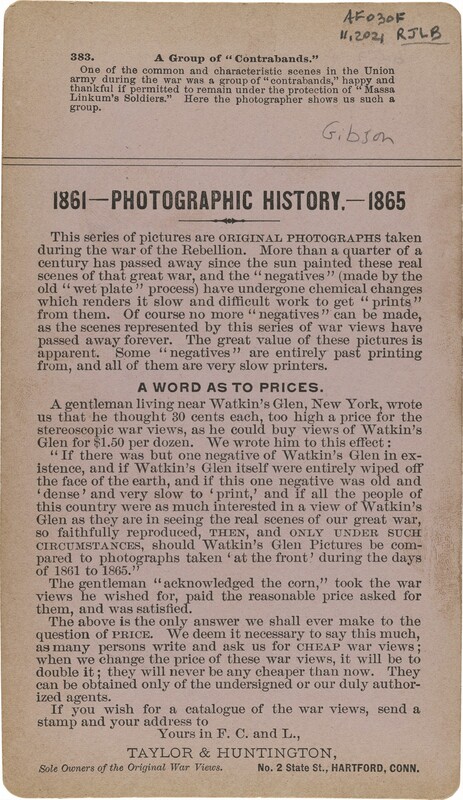 AF030F
11.2021 RJLB
383. A Group of "Contrabands."
One of the common and characteristic scenes in the Union
army during the war was a group of "contrabands," happy and
thankful if permitted to remain under the protection of "Massa
Linkum's Soldiers." Here the photographer shows us such a
group.
Gibson
1861—PHOTOGRAPHIC HISTORY.—1865
This series of pictures are ORIGINAL PHOTOGRAPHS taken
during the war of the Rebellion. More than a quarter of a
century has passed away since the sun painted these real
scenes of that great war, and the "negatives" (made by the
old "wet plate" process) have undergone chemical changes
which renders it slow and difficult work to get "prints"
from them. Of course no more "negatives" can be made,
as the scenes represented by this series of war views have
passed away forever. The great value of these pictures is
apparent. Some "negatives" are entirely past printing
from, and all of them are very slow printers.
A WORD AS TO PRICES.
A gentleman living near Watkin's Glen, New York, wrote
us that he thought 30 cents each, too high a price for the
stereoscopic war views, as he could buy views of Watkin's
Glen for $1.50 per dozen. We wrote him to this effect:
"If there was but one negative of Watkin's Glen in ex-
istence, and if Watkin's Glen itself were entirely wiped off
the face of the earth, and if this one negative was old and
'dense' and very slow to 'print,' and if all the people of
this country were as much interested in a view of Watkin's
Glen as they are in seeing the real scenes of our great war,
so faithfully reproduced, THEN, and ONLY UNDER SUCH
CIRCUMSTANCES, should Watkin's Glen Pictures be com-
pared to photographs taken 'at the front' during the days
of 1861 to 1865."
The gentleman "acknowledged the corn," took the war
views he wished for, paid the reasonable price asked for
them, and was satisfied.
The above is the only answer we shall ever make to the
question of PRICE. We deem it necessary to say this much,
as many persons write and ask us for CHEAP war views;
when we change the price of these war views, it will be to
double it; they will never be any cheaper than now. They
can be obtained only of the undersigned or our duly author-
ized agents.
If you wish for a catalogue of the war views, send a
stamp and your address to
Yours in F. C. and L.,
TAYLOR & HUNTINGTON,
Sole Owners of the Original War Views. No. 2 State St., HARTFORD, CONN.